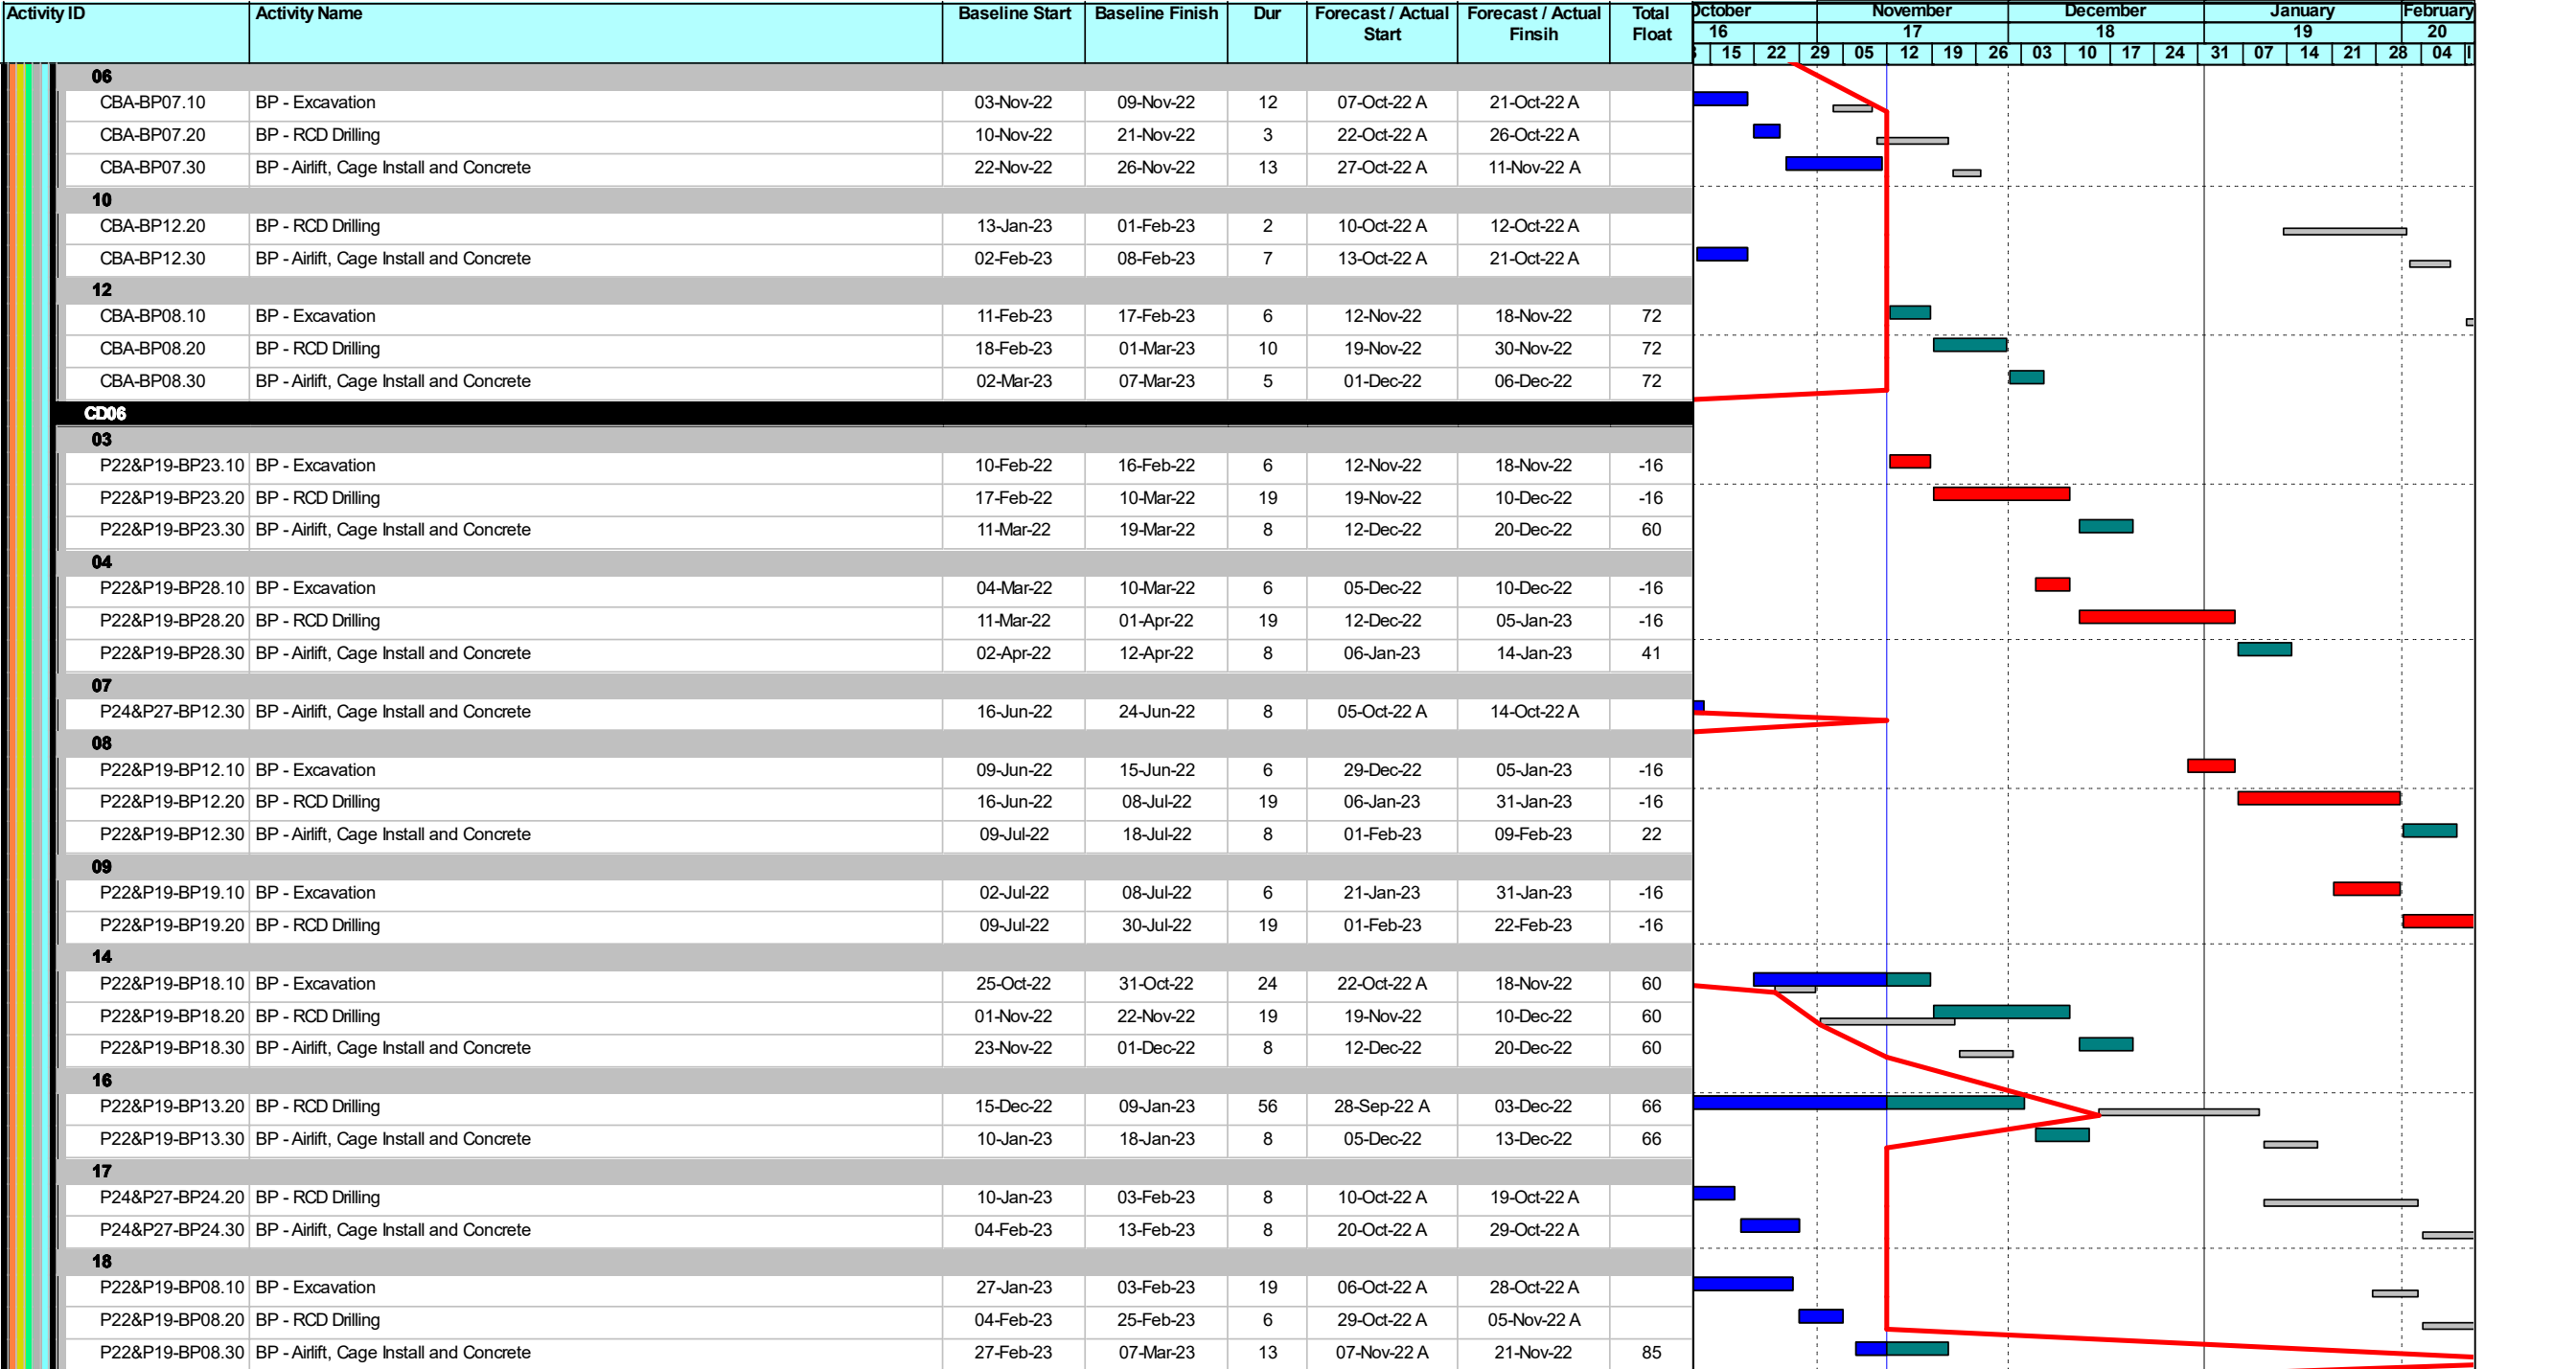 Activity ID Activity Name Baseline Start Baseline Finish Dur Forecast / Actual Start Forecast / Actual Finsih Total Float October November December January February
16 17 18 19 20
15 22 29 05 12 19 26 03 10 17 24 31 07 14 21 28 04
06
CBA-BP07.10 BP - Excavation 03-Nov-22 09-Nov-22 12 07-Oct-22 A 21-Oct-22 A
CBA-BP07.20 BP - RCD Drilling 10-Nov-22 21-Nov-22 3 22-Oct-22 A 26-Oct-22 A
CBA-BP07.30 BP - Airlift, Cage Install and Concrete 22-Nov-22 26-Nov-22 13 27-Oct-22 A 11-Nov-22 A
10
CBA-BP12.20 BP - RCD Drilling 13-Jan-23 01-Feb-23 2 10-Oct-22 A 12-Oct-22 A
CBA-BP12.30 BP - Airlift, Cage Install and Concrete 02-Feb-23 08-Feb-23 7 13-Oct-22 A 21-Oct-22 A
12
CBA-BP08.10 BP - Excavation 11-Feb-23 17-Feb-23 6 12-Nov-22 18-Nov-22 72
CBA-BP08.20 BP - RCD Drilling 18-Feb-23 01-Mar-23 10 19-Nov-22 30-Nov-22 72
CBA-BP08.30 BP - Airlift, Cage Install and Concrete 02-Mar-23 07-Mar-23 5 01-Dec-22 06-Dec-22 72
CD06
03
P22&P19-BP23.10 BP - Excavation 10-Feb-22 16-Feb-22 6 12-Nov-22 18-Nov-22 -16
P22&P19-BP23.20 BP - RCD Drilling 17-Feb-22 10-Mar-22 19 19-Nov-22 10-Dec-22 -16
P22&P19-BP23.30 BP - Airlift, Cage Install and Concrete 11-Mar-22 19-Mar-22 8 12-Dec-22 20-Dec-22 60
04
P22&P19-BP28.10 BP - Excavation 04-Mar-22 10-Mar-22 6 05-Dec-22 10-Dec-22 -16
P22&P19-BP28.20 BP - RCD Drilling 11-Mar-22 01-Apr-22 19 12-Dec-22 05-Jan-23 -16
P22&P19-BP28.30 BP - Airlift, Cage Install and Concrete 02-Apr-22 12-Apr-22 8 06-Jan-23 14-Jan-23 41
07
P24&P27-BP12.30 BP - Airlift, Cage Install and Concrete 16-Jun-22 24-Jun-22 8 05-Oct-22 A 14-Oct-22 A
08
P22&P19-BP12.10 BP - Excavation 09-Jun-22 15-Jun-22 6 29-Dec-22 05-Jan-23 -16
P22&P19-BP12.20 BP - RCD Drilling 16-Jun-22 08-Jul-22 19 06-Jan-23 31-Jan-23 -16
P22&P19-BP12.30 BP - Airlift, Cage Install and Concrete 09-Jul-22 18-Jul-22 8 01-Feb-23 09-Feb-23 22
09
P22&P19-BP19.10 BP - Excavation 02-Jul-22 08-Jul-22 6 21-Jan-23 31-Jan-23 -16
P22&P19-BP19.20 BP - RCD Drilling 09-Jul-22 30-Jul-22 19 01-Feb-23 22-Feb-23 -16
14
P22&P19-BP18.10 BP - Excavation 25-Oct-22 31-Oct-22 24 22-Oct-22 A 18-Nov-22 60
P22&P19-BP18.20 BP - RCD Drilling 01-Nov-22 22-Nov-22 19 19-Nov-22 10-Dec-22 60
P22&P19-BP18.30 BP - Airlift, Cage Install and Concrete 23-Nov-22 01-Dec-22 8 12-Dec-22 20-Dec-22 60
16
P22&P19-BP13.20 BP - RCD Drilling 15-Dec-22 09-Jan-23 56 28-Sep-22 A 03-Dec-22 66
P22&P19-BP13.30 BP - Airlift, Cage Install and Concrete 10-Jan-23 18-Jan-23 8 05-Dec-22 13-Dec-22 66
17
P24&P27-BP24.20 BP - RCD Drilling 10-Jan-23 03-Feb-23 8 10-Oct-22 A 19-Oct-22 A
P24&P27-BP24.30 BP - Airlift, Cage Install and Concrete 04-Feb-23 13-Feb-23 8 20-Oct-22 A 29-Oct-22 A
18
P22&P19-BP08.10 BP - Excavation 27-Jan-23 03-Feb-23 19 06-Oct-22 A 28-Oct-22 A
P22&P19-BP08.20 BP - RCD Drilling 04-Feb-23 25-Feb-23 6 29-Oct-22 A 05-Nov-22 A
P22&P19-BP08.30 BP - Airlift, Cage Install and Concrete 27-Feb-23 07-Mar-23 13 07-Nov-22 A 21-Nov-22 85